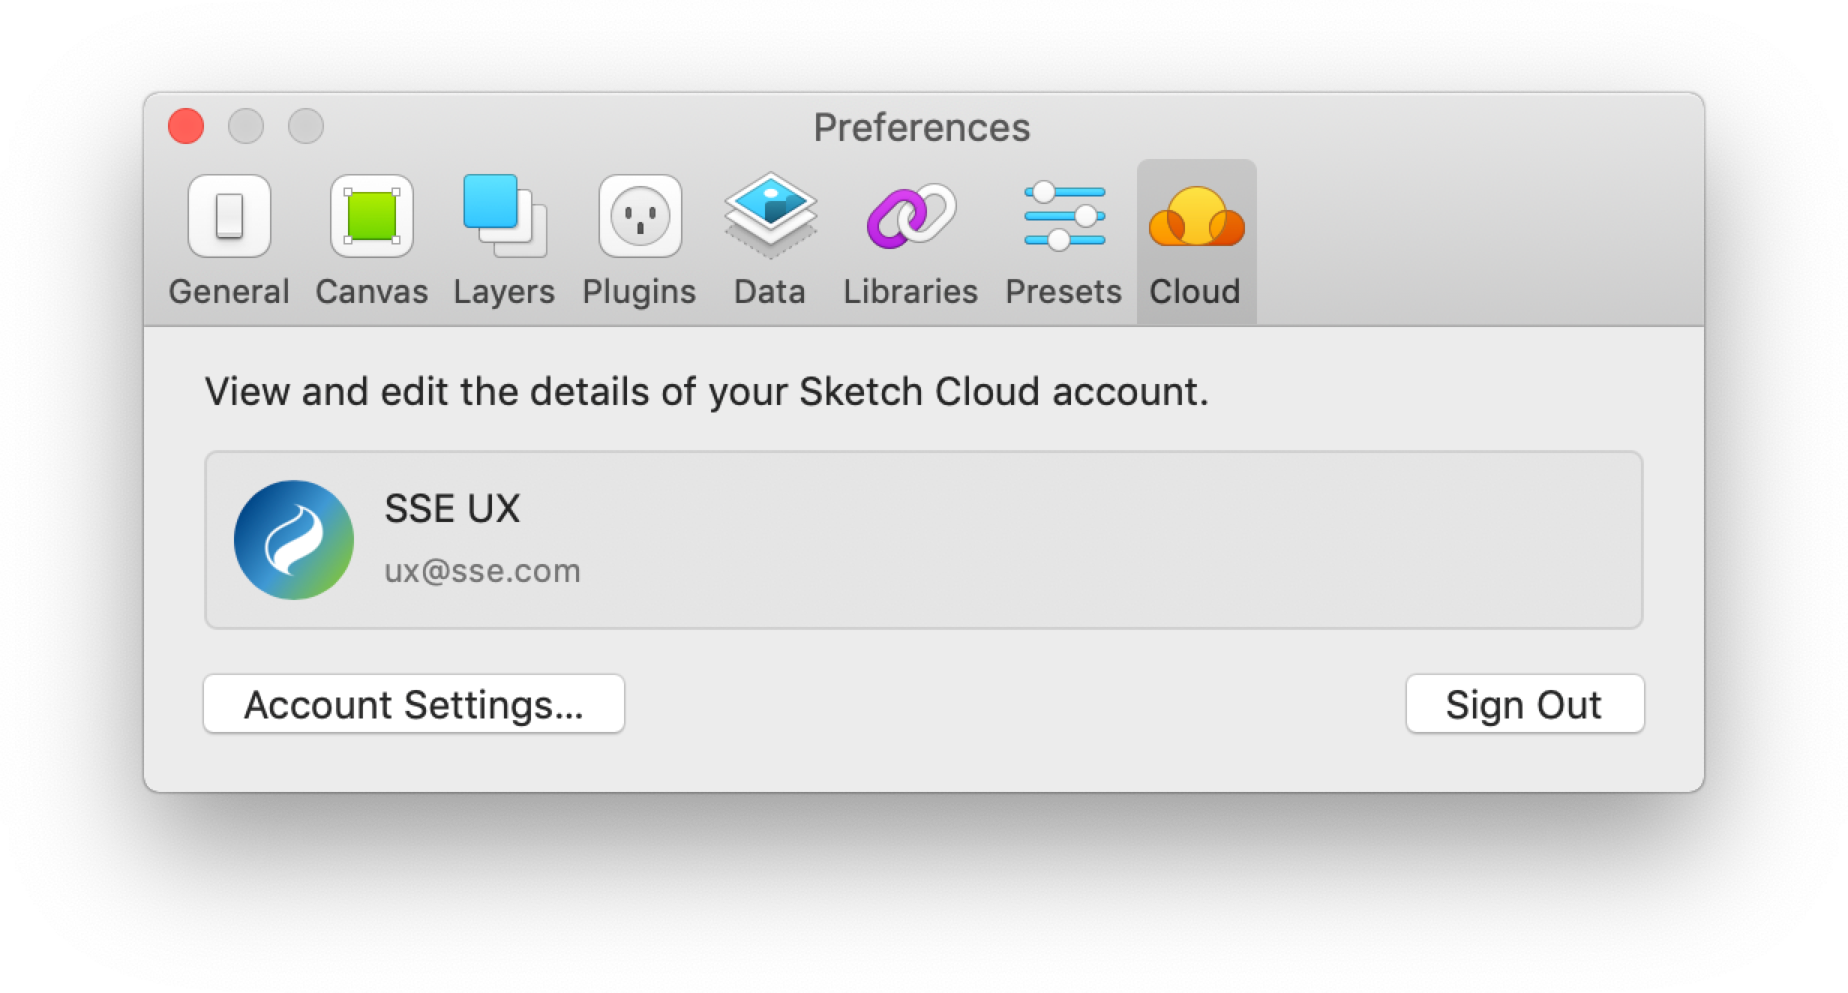 Preferences
General Canvas Layers Plugins Data Libraries Presets Cloud
View and edit the details of your Sketch Cloud account.
SSE UX
ux@sse.com
Account Settings... Sign Out